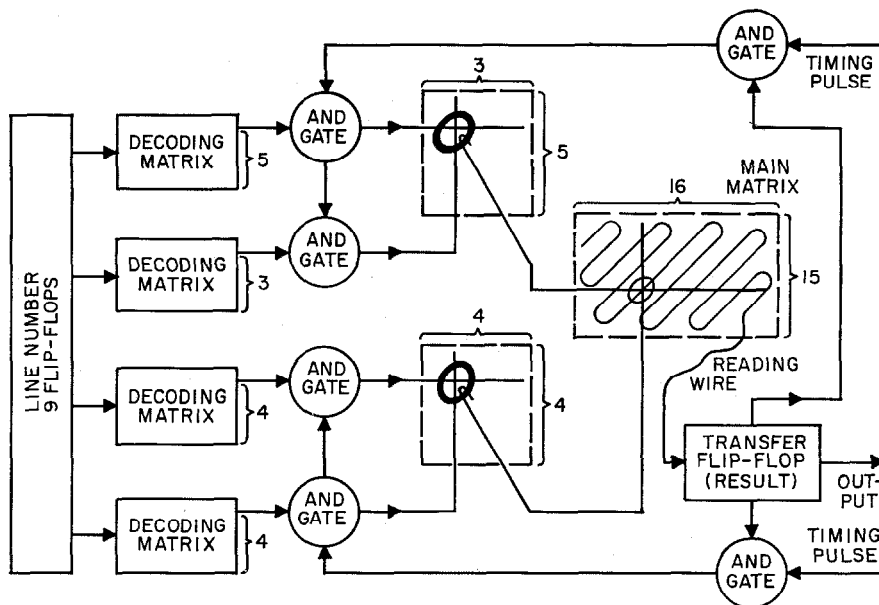 AND
GATE
TIMING
PULSE
3
DECODING
MATRIX
5
AND
GATE
5
MAIN
MATRIX
16
LINE NUMBER
9 FLIP-FLOPS
DECODING
MATRIX
3
AND
GATE
15
4
DECODING
MATRIX
4
AND
GATE
4
READING
WIRE
TRANSFER
FLIP-FLOP
(RESULT)
OUT-
PUT
DECODING
MATRIX
4
AND
GATE
TIMING
PULSE
AND
GATE